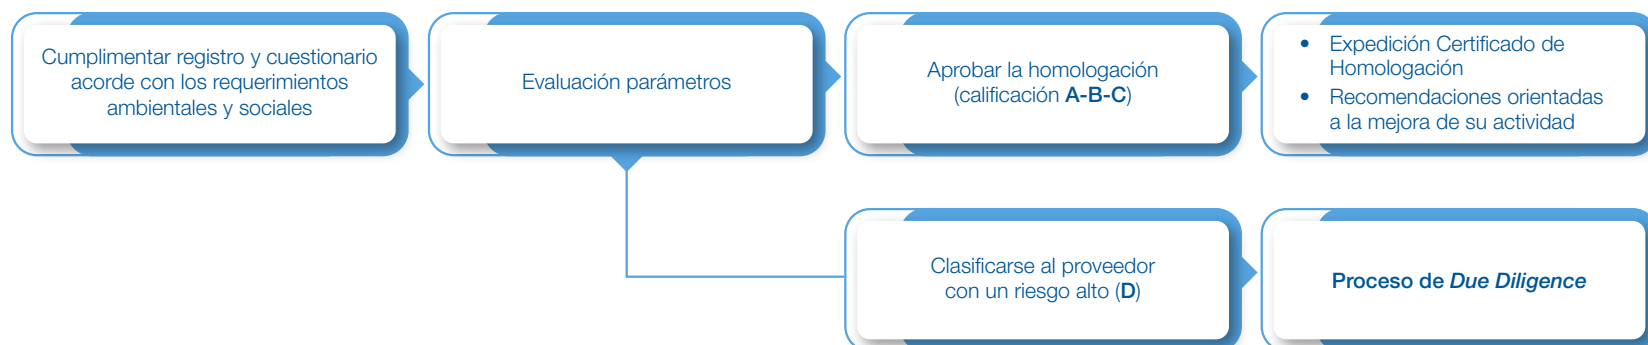 Cumplimentar registro y cuestionario
acorde con los requerimientos
ambientales y sociales
Evaluación parámetros
Aprobar la homologación
(calificación A-B-C)
• Expedición Certificado de
Homologación
• Recomendaciones orientadas
a la mejora de su actividad
Clasificarse al proveedor
con un riesgo alto (D)
Proceso de Due Diligence